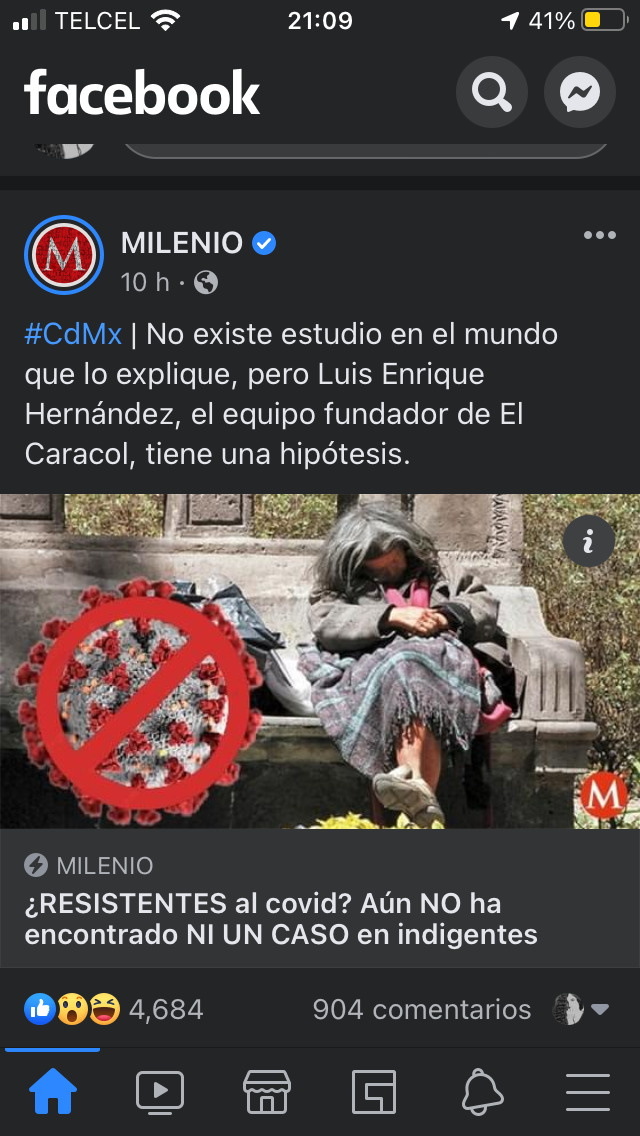 TELCEL 21:09 41%
facebook
MILENIO
10 h ·
#CdMx | No existe estudio en el mundo
que lo explique, pero Luis Enrique
Hernández, el equipo fundador de El
Caracol, tiene una hipótesis.
i
M
MILENIO
¿RESISTENTES al covid? Aún NO ha
encontrado NI UN CASO en indigentes
4,684 904 comentarios